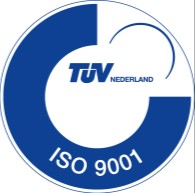 TÜV NEDERLAND
ISO 9001